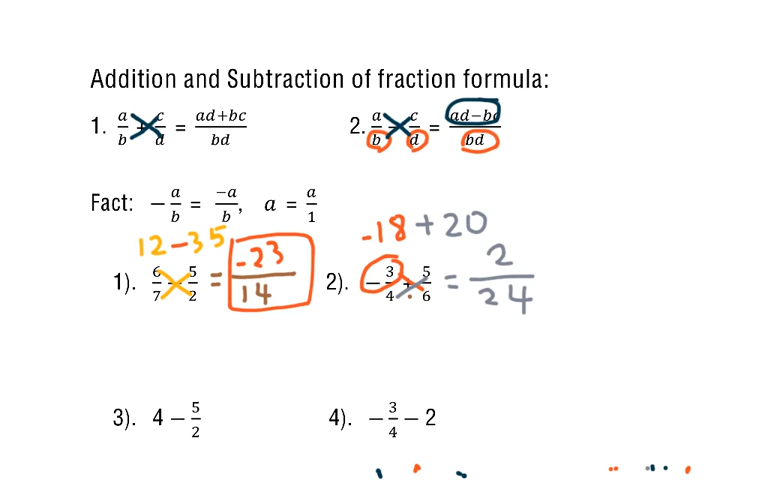 Addition and Subtraction of fraction formula:
1. a/b + c/d = ad+bc/bd 2. a/b − c/d = ad−bc/bd
Fact: −a/b = −a/b, a = a/1
12 − 35 -18 + 20
1). 6/7 − 5/2 = -23/14 2). −3/4 + 5/6 = 2/24
3). 4 − 5/2 4). −3/4 − 2